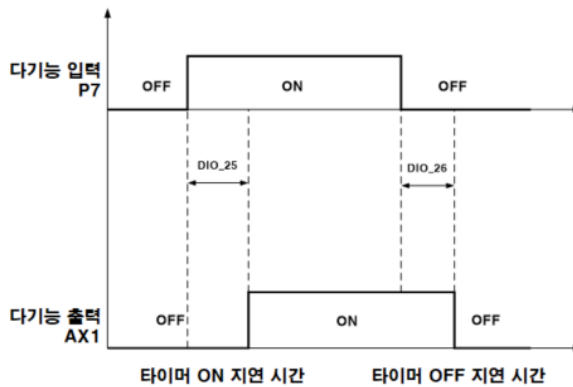 다기능 입력
P7
OFF
ON
OFF
DIO_25
DIO_26
다기능 출력
AX1
OFF
ON
OFF
타이머 ON 지연 시간
타이머 OFF 지연 시간